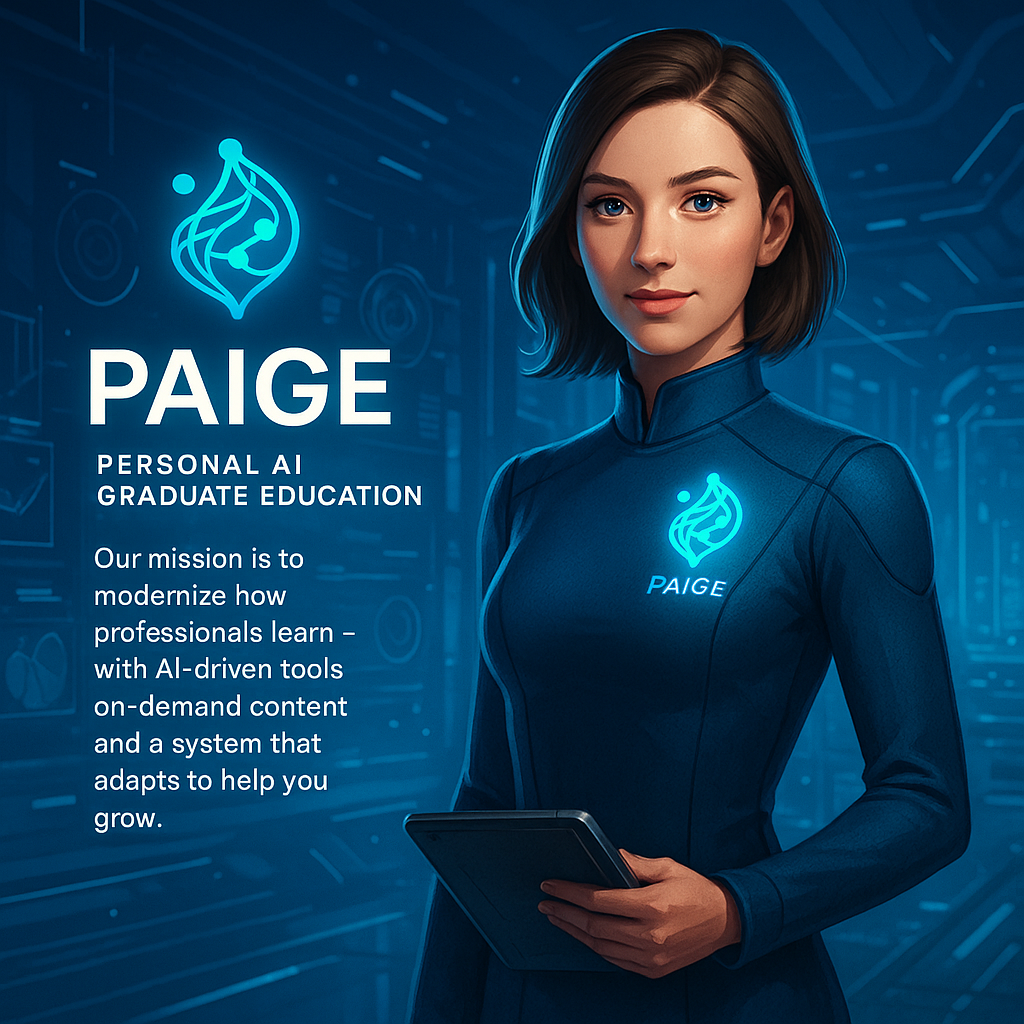 PAIGE
PERSONAL AI
GRADUATE EDUCATION
Our mission is to
modernize how
professionals learn –
with AI-driven tools
on-demand content
and a system that
adapts to help you
grow.
PAIGE